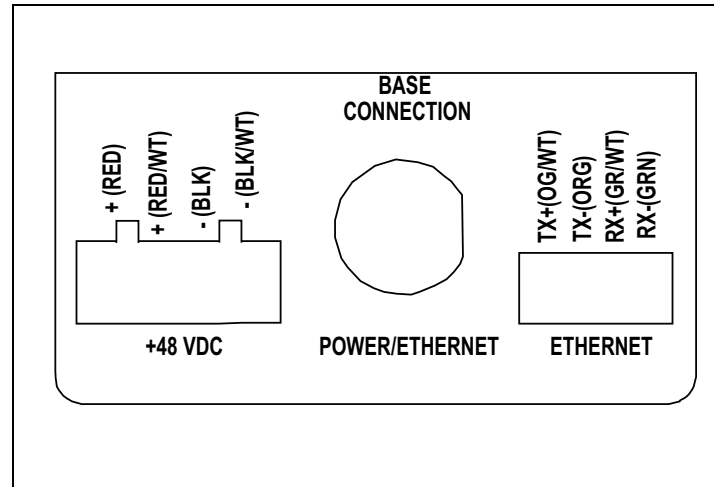 BASE
CONNECTION
+ (RED)
+ (RED/WT)
- (BLK)
- (BLK/WT)
TX+(OG/WT)
TX-(ORG)
RX+(GR/WT)
RX-(GRN)
+48 VDC
POWER/ETHERNET
ETHERNET